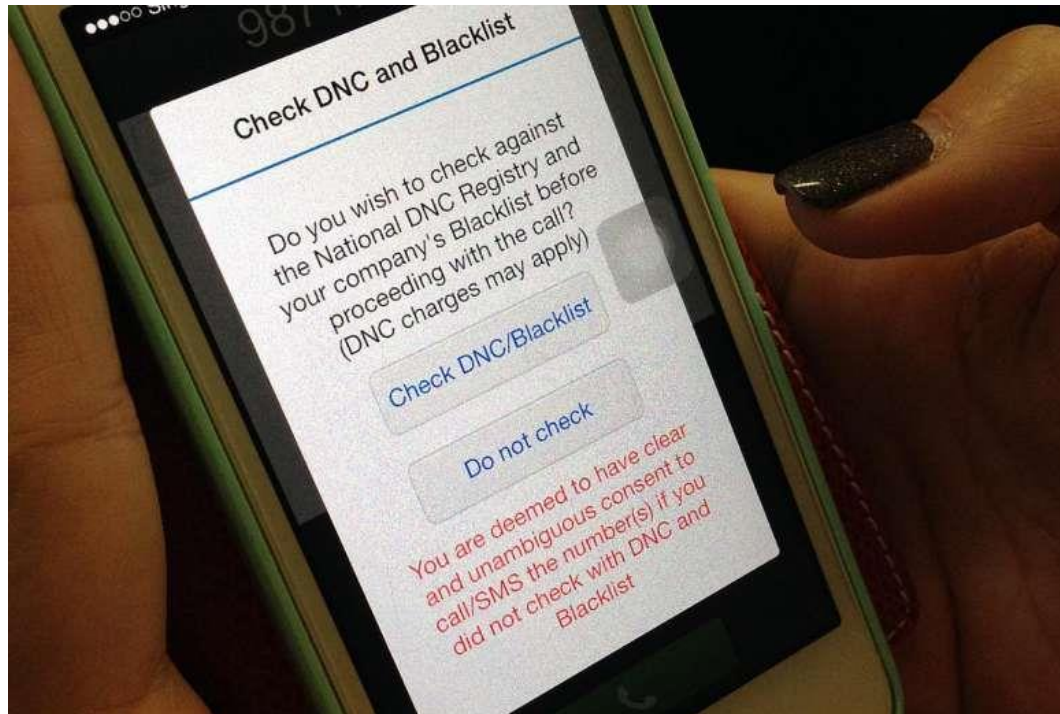 Check DNC and Blacklist
Do you wish to check against
the National DNC Registry and
your company's Blacklist before
proceeding with the call?
(DNC charges may apply)
Check DNC/Blacklist
Do not check
You are deemed to have clear
and unambiguous consent to
call/SMS the number(s) if you
did not check with DNC and
Blacklist